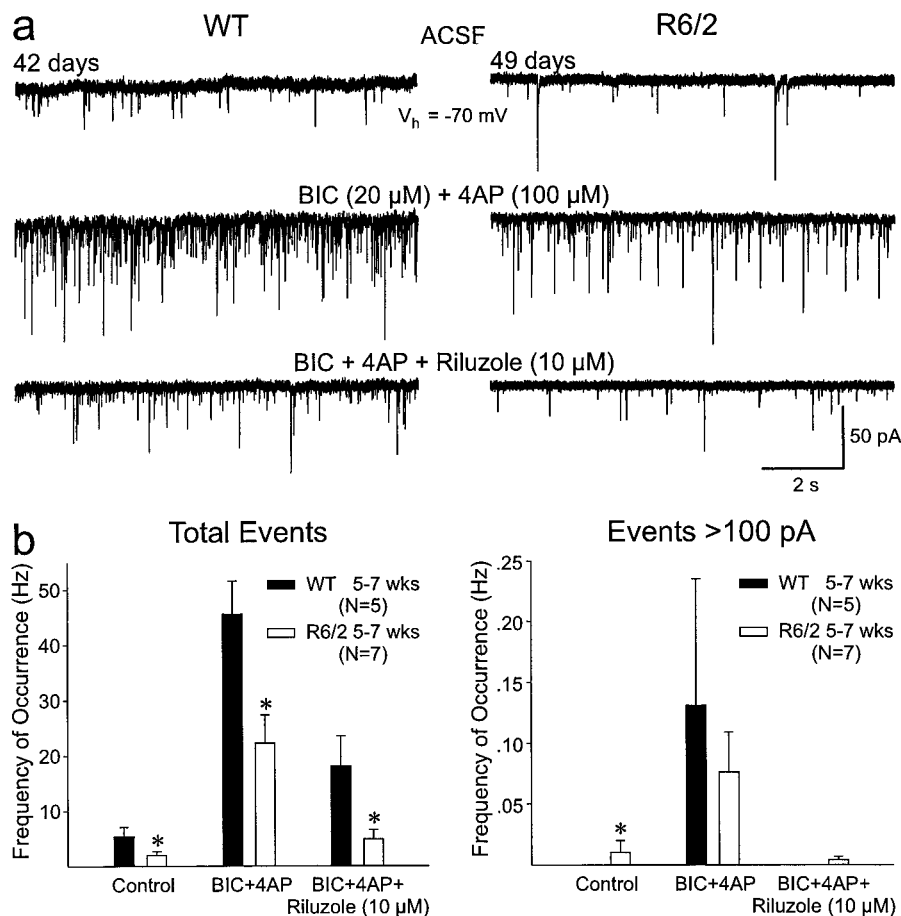 a
WT
ACSF
R6/2
42 days
49 days
V_h = -70 mV
BIC (20 µM) + 4AP (100 µM)
BIC + 4AP + Riluzole (10 µM)
50 pA
2 s
b
Total Events
Frequency of Occurrence (Hz)
50
40
30
20
10
WT 5-7 wks
(N=5)
R6/2 5-7 wks
(N=7)
*
*
*
Control
BIC+4AP
BIC+4AP+
Riluzole (10 µM)
Events >100 pA
Frequency of Occurrence (Hz)
.25
.20
.15
.10
.05
WT 5-7 wks
(N=5)
R6/2 5-7 wks
(N=7)
*
Control
BIC+4AP
BIC+4AP+
Riluzole (10 µM)